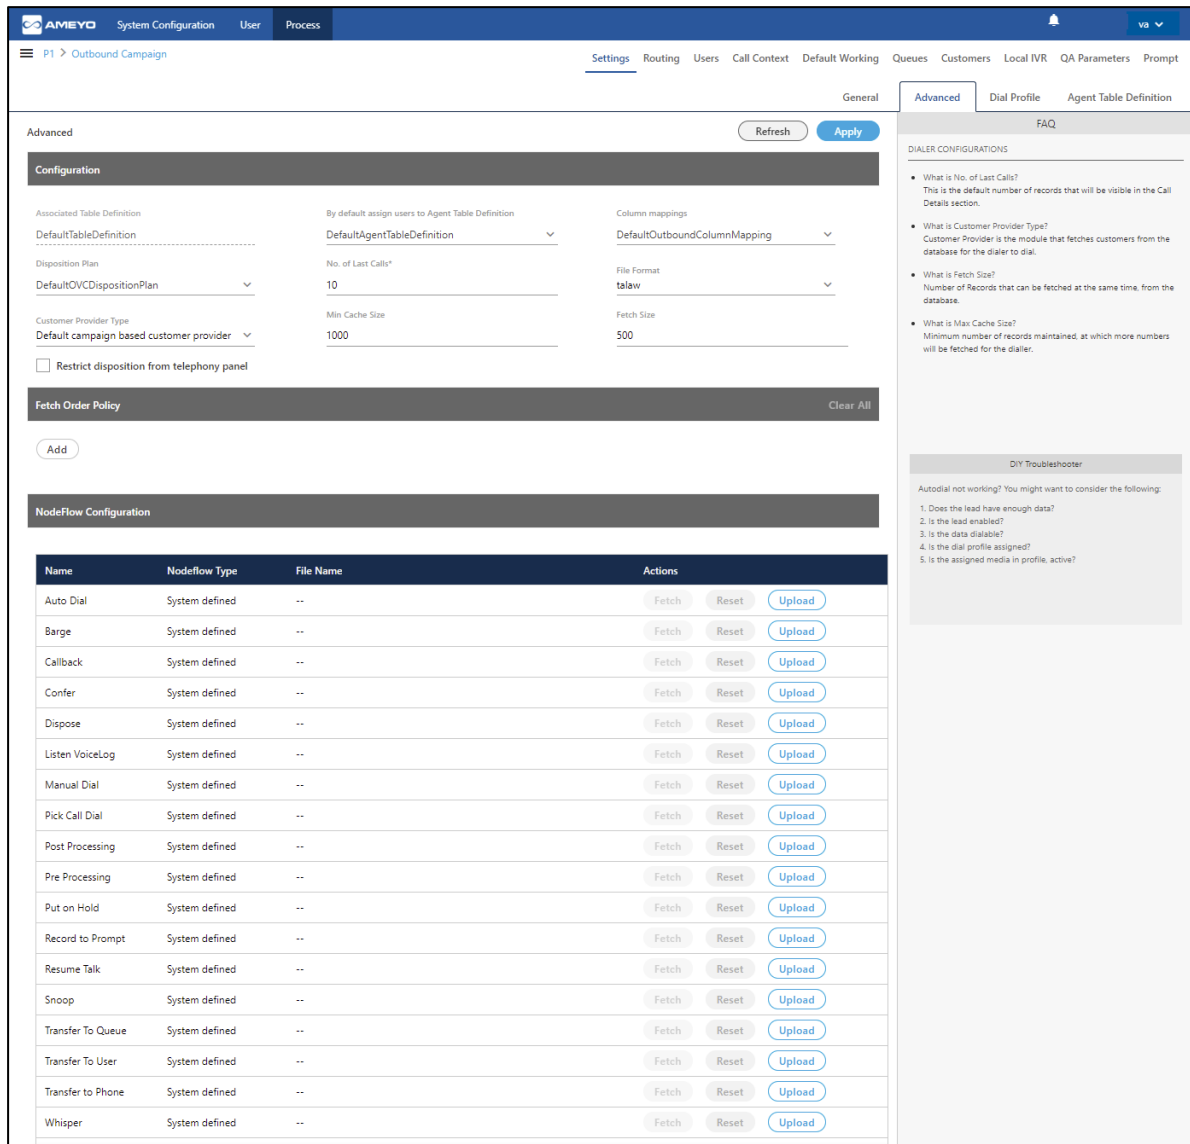 AMEYO System Configuration User Process va
P1 > Outbound Campaign
Settings Routing Users Call Context Default Working Queues Customers Local IVR QA Parameters Prompt
General Advanced Dial Profile Agent Table Definition
Advanced Refresh Apply
Configuration
Associated Table Definition By default assign users to Agent Table Definition Column mappings
DefaultTableDefinition DefaultAgentTableDefinition DefaultOutboundColumnMapping
Disposition Plan No. of Last Calls* File Format
DefaultOVCDispositionPlan 10 talaw
Customer Provider Type Min Cache Size Fetch Size
Default campaign based customer provider 1000 500
Restrict disposition from telephony panel
Fetch Order Policy Clear All
Add
NodeFlow Configuration
Name Nodeflow Type File Name Actions
Auto Dial System defined -- Fetch Reset Upload
Barge System defined -- Fetch Reset Upload
Callback System defined -- Fetch Reset Upload
Confer System defined -- Fetch Reset Upload
Dispose System defined -- Fetch Reset Upload
Listen VoiceLog System defined -- Fetch Reset Upload
Manual Dial System defined -- Fetch Reset Upload
Pick Call Dial System defined -- Fetch Reset Upload
Post Processing System defined -- Fetch Reset Upload
Pre Processing System defined -- Fetch Reset Upload
Put on Hold System defined -- Fetch Reset Upload
Record to Prompt System defined -- Fetch Reset Upload
Resume Talk System defined -- Fetch Reset Upload
Snoop System defined -- Fetch Reset Upload
Transfer To Queue System defined -- Fetch Reset Upload
Transfer To User System defined -- Fetch Reset Upload
Transfer to Phone System defined -- Fetch Reset Upload
Whisper System defined -- Fetch Reset Upload
FAQ
DIALER CONFIGURATIONS
• What is No. of Last Calls?
This is the default number of records that will be visible in the Call
Details section.
• What is Customer Provider Type?
Customer Provider is the module that fetches customers from the
database for the dialer to dial.
• What is Fetch Size?
Number of Records that can be fetched at the same time, from the
database.
• What is Max Cache Size?
Minimum number of records maintained, at which more numbers
will be fetched for the dialler.
DIY Troubleshooter
Autodial not working? You might want to consider the following:
1. Does the lead have enough data?
2. Is the lead enabled?
3. Is the data dialable?
4. Is the dial profile assigned?
5. Is the assigned media in profile, active?